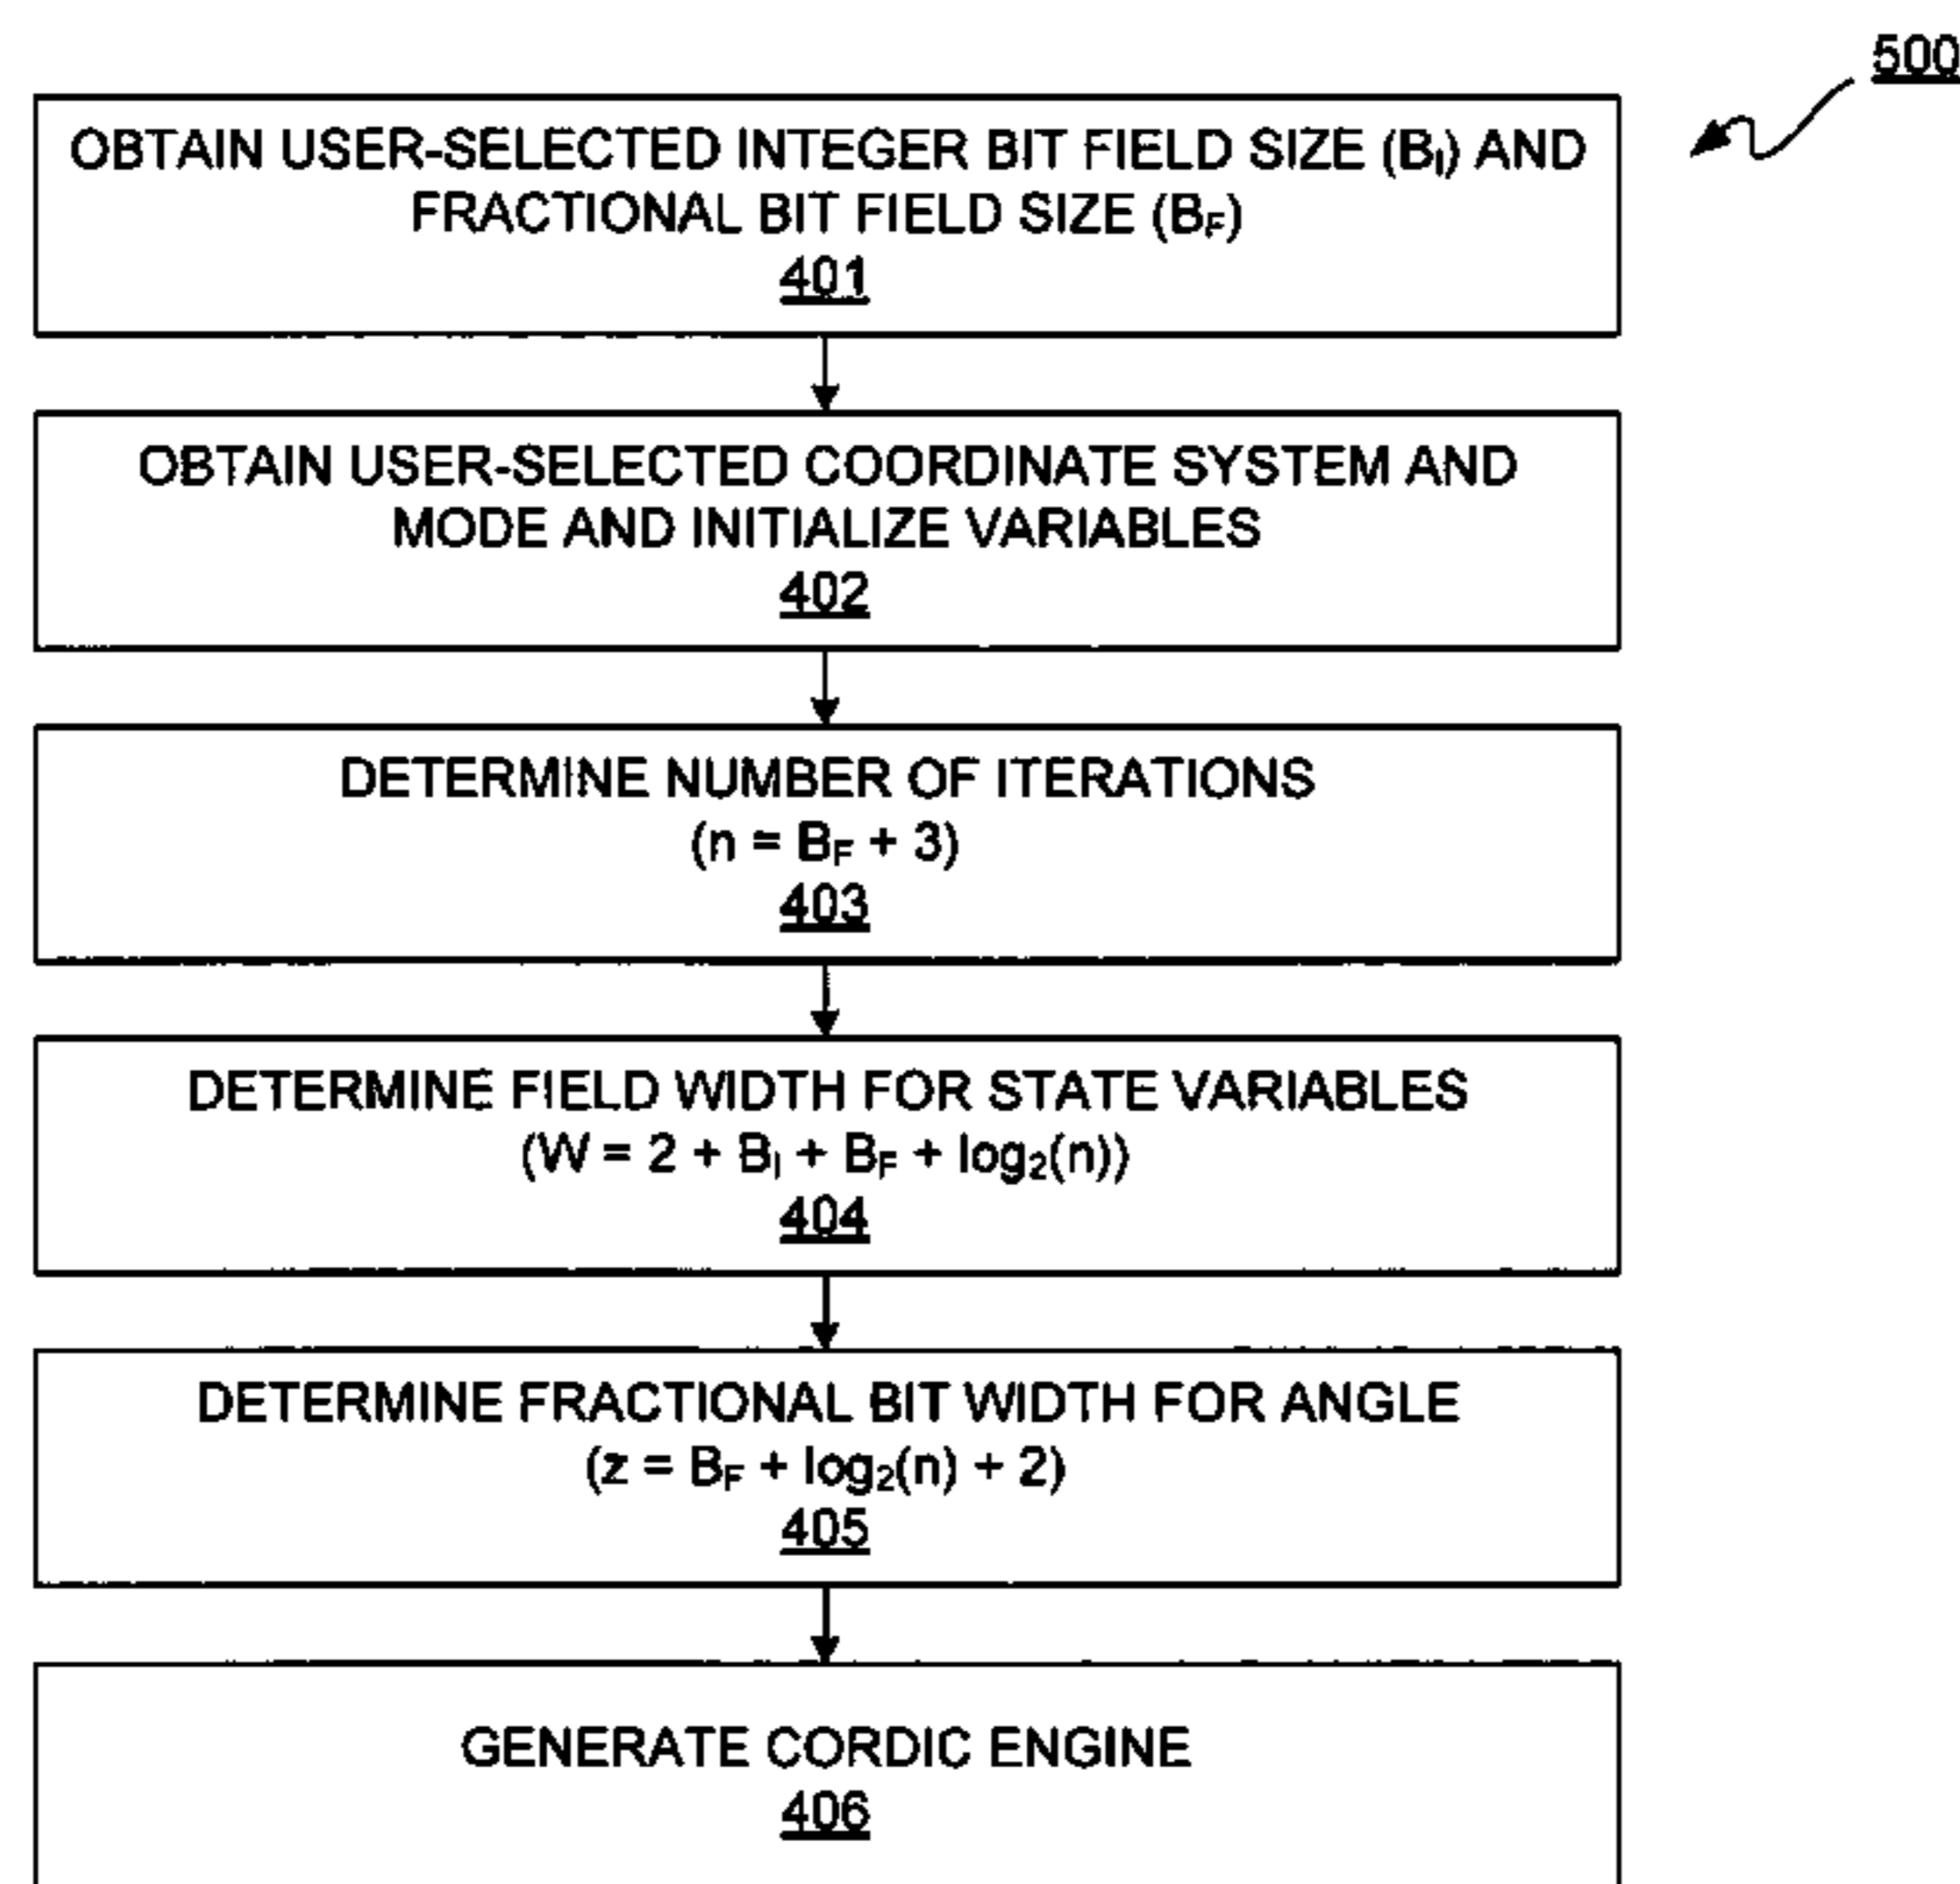 500
OBTAIN USER-SELECTED INTEGER BIT FIELD SIZE (BI) AND
FRACTIONAL BIT FIELD SIZE (BF)
401
OBTAIN USER-SELECTED COORDINATE SYSTEM AND
MODE AND INITIALIZE VARIABLES
402
DETERMINE NUMBER OF ITERATIONS
(n = BF + 3)
403
DETERMINE FIELD WIDTH FOR STATE VARIABLES
(W = 2 + BI + BF + log2(n))
404
DETERMINE FRACTIONAL BIT WIDTH FOR ANGLE
(z = BF + log2(n) + 2)
405
GENERATE CORDIC ENGINE
406